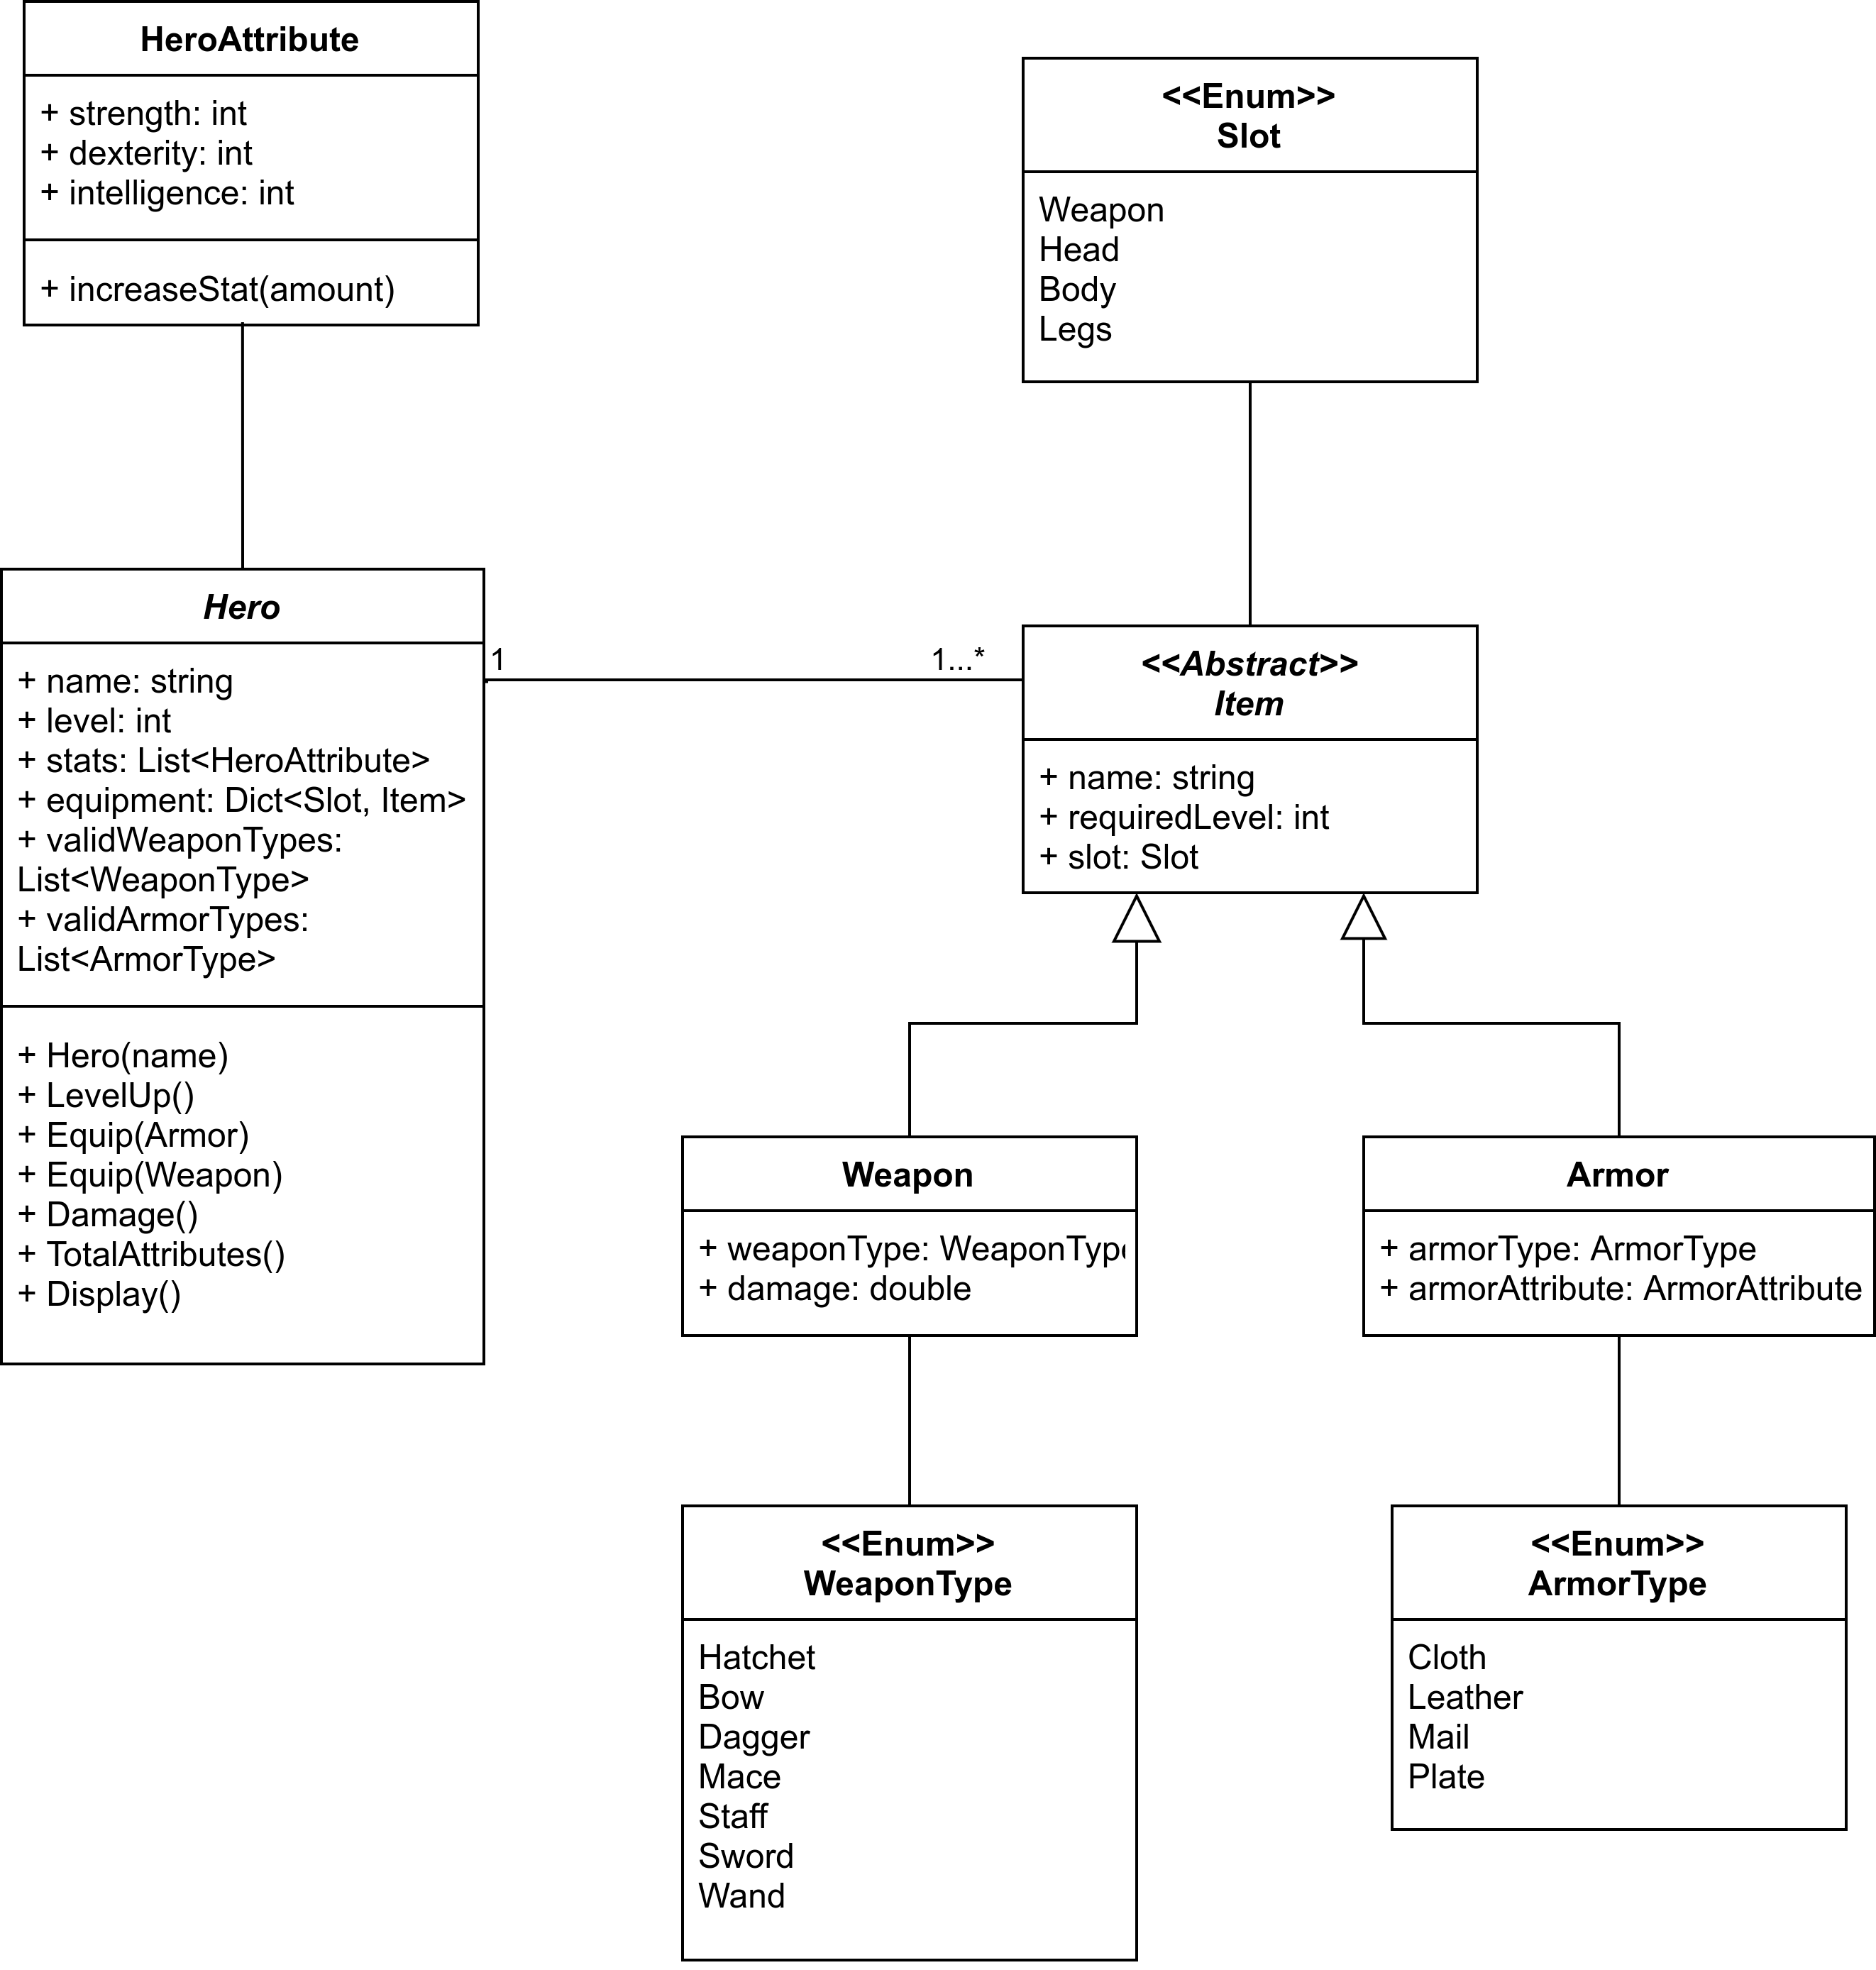 HeroAttribute
+ strength: int
+ dexterity: int
+ intelligence: int
+ increaseStat(amount)
<<Enum>>
Slot
Weapon
Head
Body
Legs
Hero
+ name: string
+ level: int
+ stats: List<HeroAttribute>
+ equipment: Dict<Slot, Item>
+ validWeaponTypes:
List<WeaponType>
+ validArmorTypes:
List<ArmorType>
+ Hero(name)
+ LevelUp()
+ Equip(Armor)
+ Equip(Weapon)
+ Damage()
+ TotalAttributes()
+ Display()
1
1...*
<<Abstract>>
Item
+ name: string
+ requiredLevel: int
+ slot: Slot
Weapon
+ weaponType: WeaponType
+ damage: double
Armor
+ armorType: ArmorType
+ armorAttribute: ArmorAttribute
<<Enum>>
WeaponType
Hatchet
Bow
Dagger
Mace
Staff
Sword
Wand
<<Enum>>
ArmorType
Cloth
Leather
Mail
Plate